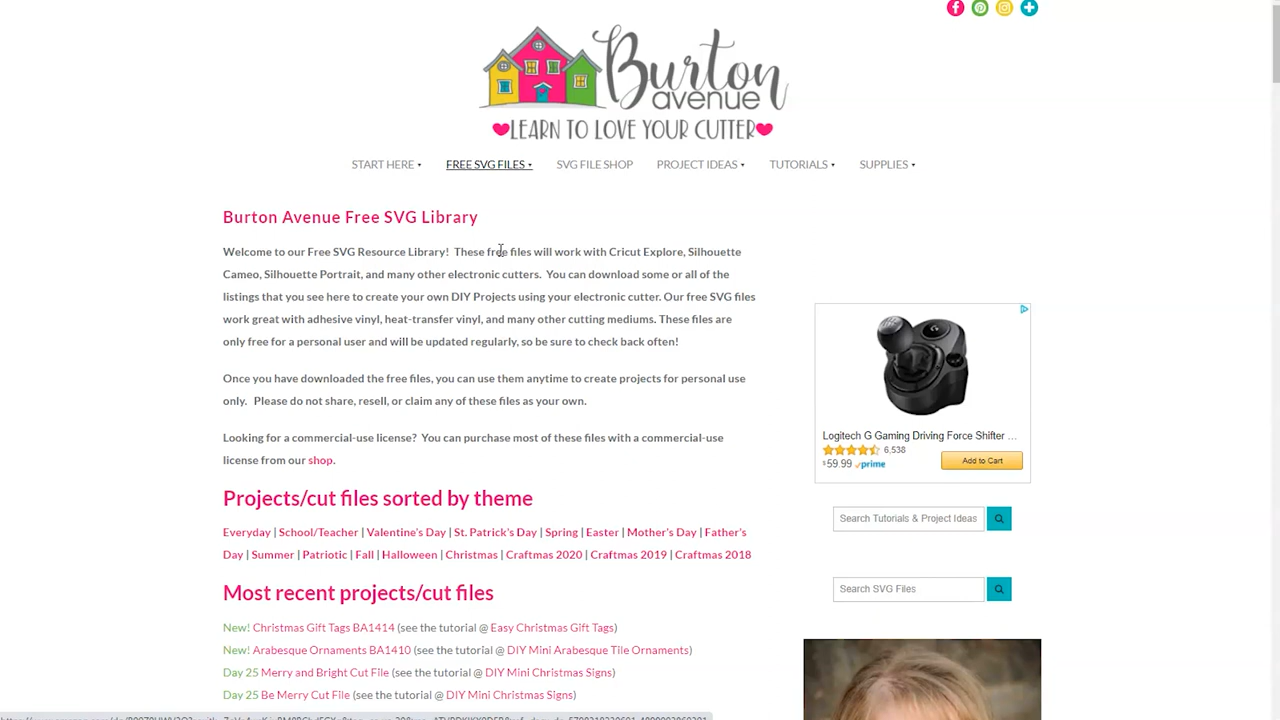 Burton
avenue
LEARN TO LOVE YOUR CUTTER
START HERE FREE SVG FILES SVG FILE SHOP PROJECT IDEAS TUTORIALS SUPPLIES
Burton Avenue Free SVG Library
Welcome to our Free SVG Resource Library! These free files will work with Cricut Explore, Silhouette
Cameo, Silhouette Portrait, and many other electronic cutters. You can download some or all of the
listings that you see here to create your own DIY Projects using your electronic cutter. Our free SVG files
work great with adhesive vinyl, heat-transfer vinyl, and many other cutting mediums. These files are
only free for a personal user and will be updated regularly, so be sure to check back often!
Once you have downloaded the free files, you can use them anytime to create projects for personal use
only. Please do not share, resell, or claim any of these files as your own.
Looking for a commercial-use license? You can purchase most of these files with a commercial-use
license from our shop.
Projects/cut files sorted by theme
Everyday | School/Teacher | Valentine's Day | St. Patrick's Day | Spring | Easter | Mother's Day | Father's
Day | Summer | Patriotic | Fall | Halloween | Christmas | Craftmas 2020 | Craftmas 2019 | Craftmas 2018
Most recent projects/cut files
New! Christmas Gift Tags BA1414 (see the tutorial @ Easy Christmas Gift Tags)
New! Arabesque Ornaments BA1410 (see the tutorial @ DIY Mini Arabesque Tile Ornaments)
Day 25 Merry and Bright Cut File (see the tutorial @ DIY Mini Christmas Signs)
Day 25 Be Merry Cut File (see the tutorial @ DIY Mini Christmas Signs)
Logitech G Gaming Driving Force Shifter ...
6,538
$59.99 prime
Add to Cart
Search Tutorials & Project Ideas
Search SVG Files